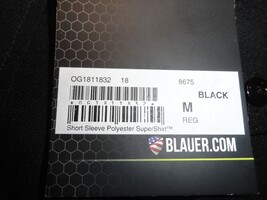 OG1811832 18 8675
BLACK
M
REG
Short Sleeve Polyester SuperShirt™
BLAUER.COM